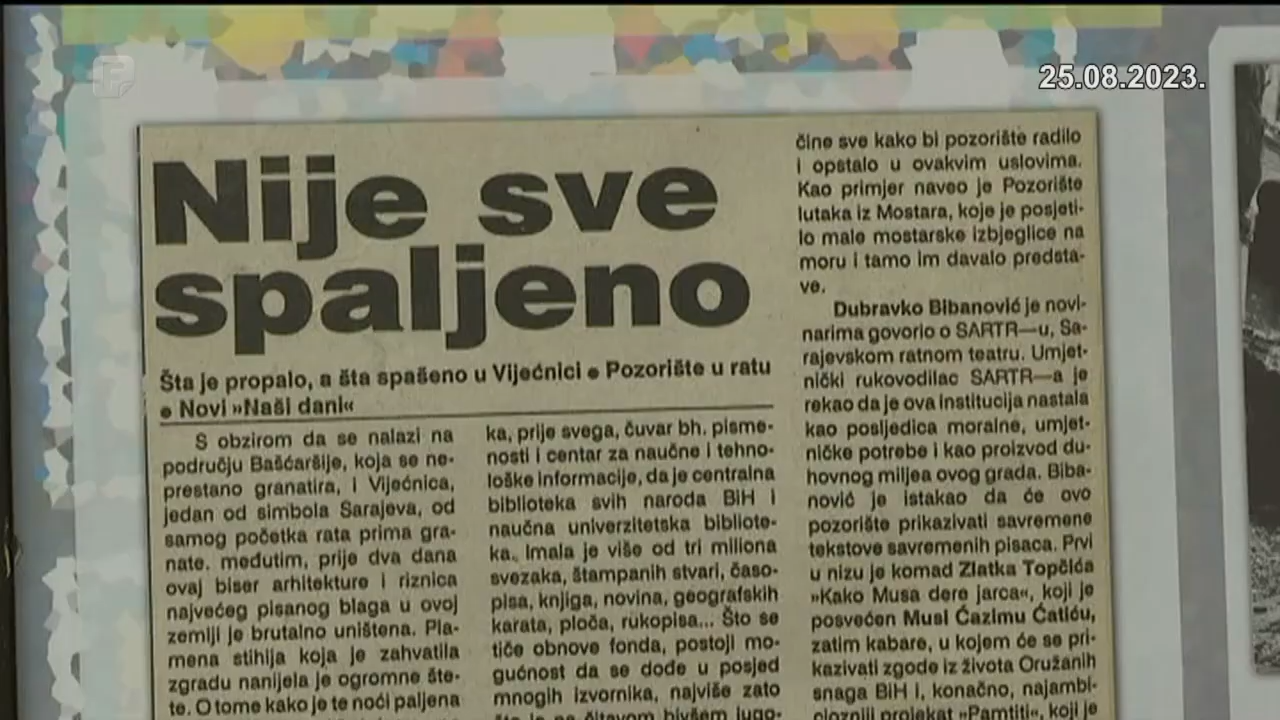 25.08.2023.
Nije sve
spaljeno
Šta je propalo, a šta spašeno u Vijećnici ● Pozorište u ratu
● Novi »Naši dani«
S obzirom da se nalazi na
području Bašćaršije, koja se ne-
prestano granatira, i Vijećnica,
jedan od simbola Sarajeva, od
samog početka rata prima gra-
nate. međutim, prije dva dana
ovaj biser arhitekture i riznica
najvećeg pisanog blaga u ovoj
zemlji je brutalno uništena. Pla-
mena stihija koja je zahvatila
zgradu nanijela je ogromne šte-
te. O tome kako je te noći paljena
ka, prije svega, čuvar bh. pisme-
nosti i centar za naučne i tehno-
loške informacije, da je centralna
biblioteka svih naroda BiH i
naučna univerzitetska bibliote-
ka. Imala je više od tri miliona
svezaka, štampanih stvari, časo-
pisa, knjiga, novina, geografskih
karata, ploča, rukopisa... Što se
tiče obnove fonda, postoji mo-
gućnost da se dođe u posjed
mnogih izvornika, najviše zato
što je na čitavom bivšem jugo-
čine sve kako bi pozorište radilo
i opstalo u ovakvim uslovima.
Kao primjer naveo je Pozorište
lutaka iz Mostara, koje je posjeti-
lo male mostarske izbjeglice na
moru i tamo im davalo predsta-
ve.
Dubravko Bibanović je novi-
narima govorio o SARTR—u, Sa-
rajevskom ratnom teatru. Umjet-
nički rukovodilac SARTR—a je
rekao da je ova institucija nastala
kao posljedica moralne, umjet-
ničke potrebe i kao proizvod du-
hovnog miljea ovog grada. Biba-
nović je istakao da će ovo
pozorište prikazivati savremene
tekstove savremenih pisaca. Prvi
u nizu je komad Zlatka Topčića
»Kako Musa dere jarca«, koji je
posvećen Musi Ćazimu Ćatiću,
zatim kabare, u kojem će se pri-
kazivati zgode iz života Oružanih
snaga BiH i, konačno, najambi-
ciozniji projekat »Pamtiti«, koji je